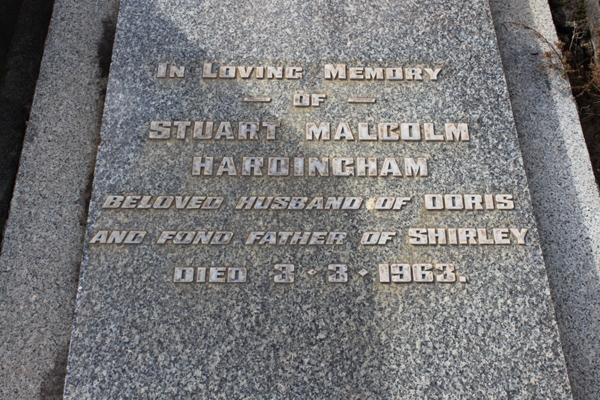 In Loving Memory
— OF —
STUART MALCOLM
HARDINGHAM
BELOVED HUSBAND OF DORIS
AND FOND FATHER OF SHIRLEY
DIED 3 · 3 · 1963.